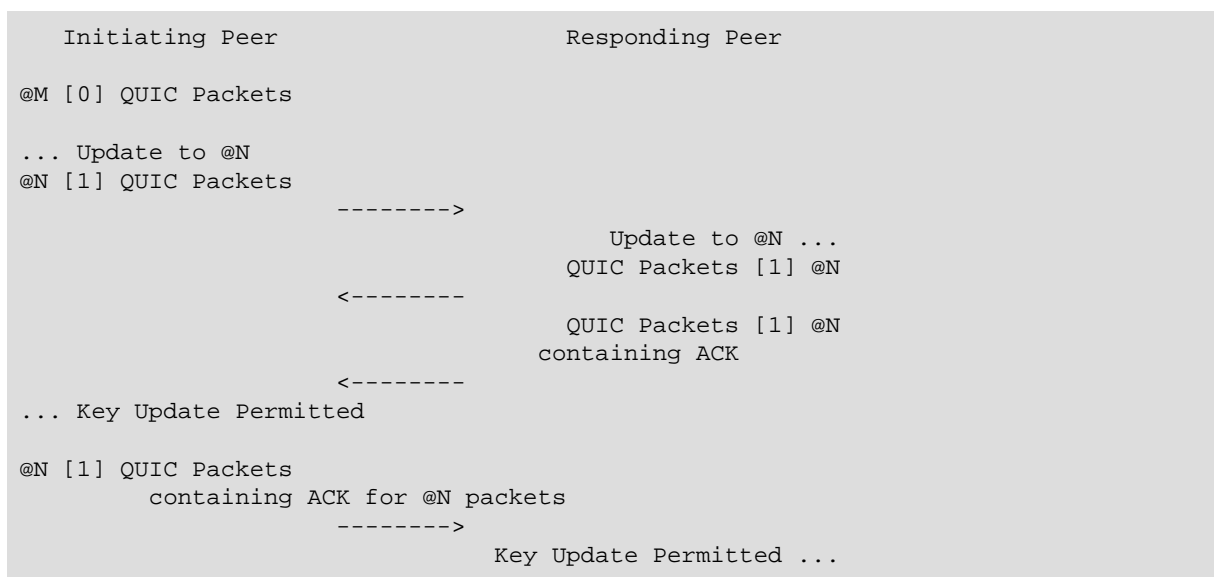 Initiating Peer                    Responding Peer
@M [0] QUIC Packets
... Update to @N
@N [1] QUIC Packets
-------->
Update to @N ...
QUIC Packets [1] @N
<--------
QUIC Packets [1] @N
containing ACK
<--------
... Key Update Permitted
@N [1] QUIC Packets
containing ACK for @N packets
-------->
Key Update Permitted ...